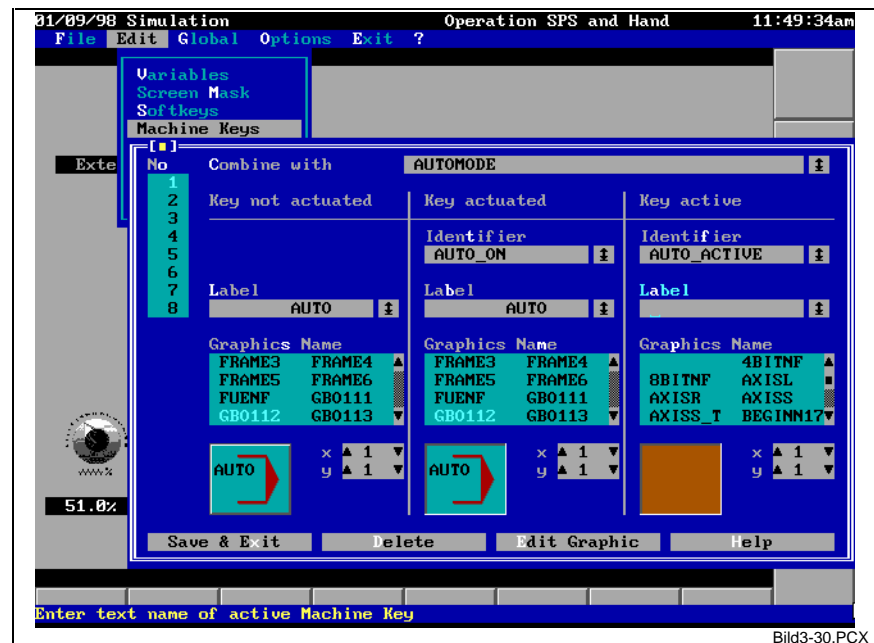 01/09/98 Simulation Operation SPS and Hand 11:49:34am
File Edit Global Options Exit ?
Variables
Screen Mask
Softkeys
Machine Keys
Exte
No Combine with AUTOMODE
1
2 Key not actuated Key actuated Key active
3
4 Identifier Identifier
5 AUTO_ON AUTO_ACTIVE
6
7 Label Label Label
8 AUTO AUTO
Graphics Name Graphics Name Graphics Name
FRAME3 FRAME4 FRAME3 FRAME4 4BITNF
FRAME5 FRAME6 FRAME5 FRAME6 8BITNF AXISL
FUENF GB0111 FUENF GB0111 AXISR AXISS
GB0112 GB0113 GB0112 GB0113 AXISS_T BEGINN17
x 1 x 1 x 1
AUTO y 1 AUTO y 1 y 1
%
51.0%
Save & Exit Delete Edit Graphic Help
Enter text name of active Machine Key
Bild3-30.PCX